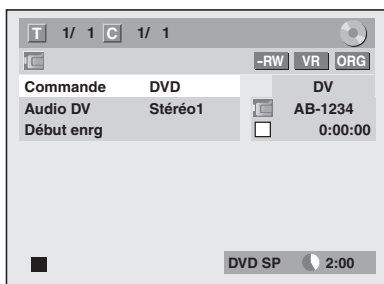 T 1/ 1 C 1/ 1
-RW VR ORG
Commande DVD DV
Audio DV Stéréo1 AB-1234
Début enrg 0:00:00
DVD SP 2:00